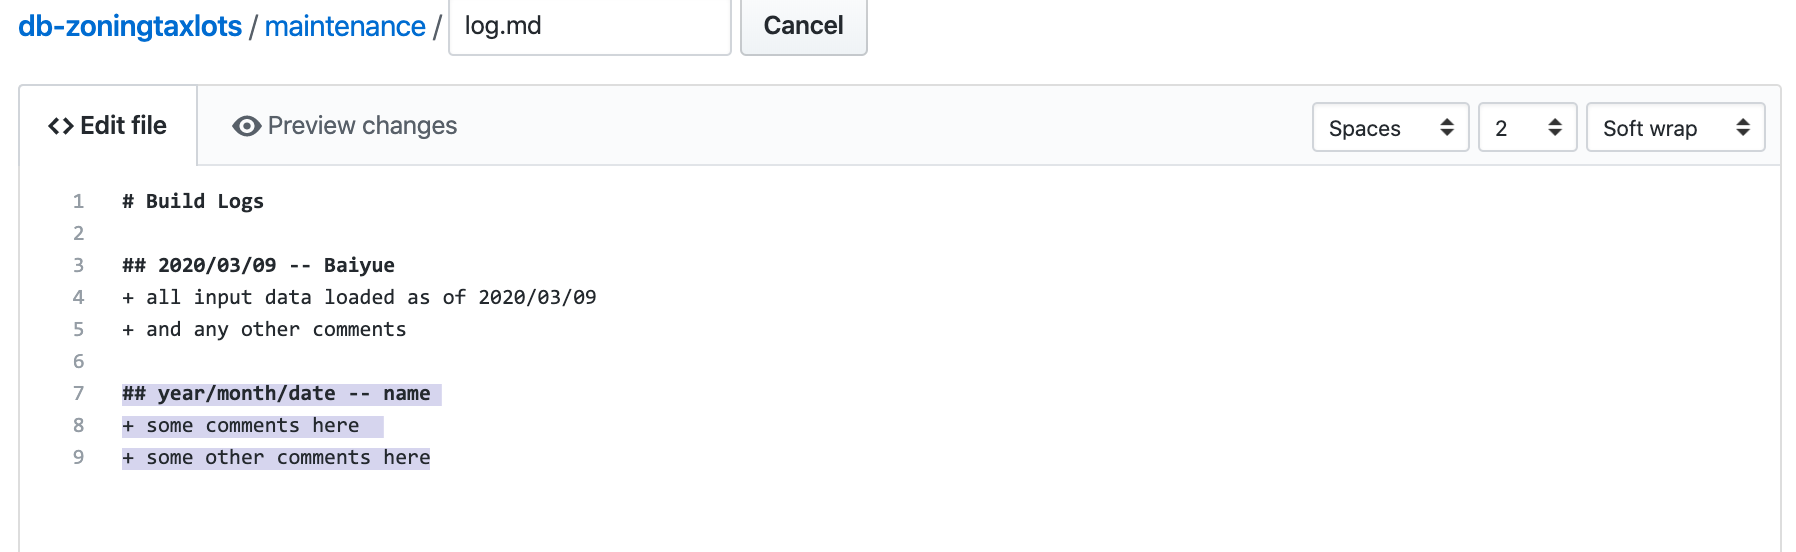 db-zoningtaxlots / maintenance / log.md Cancel
<> Edit file Preview changes Spaces 2 Soft wrap
1 # Build Logs
2
3 ## 2020/03/09 -- Baiyue
4 + all input data loaded as of 2020/03/09
5 + and any other comments
6
7 ## year/month/date -- name
8 + some comments here
9 + some other comments here